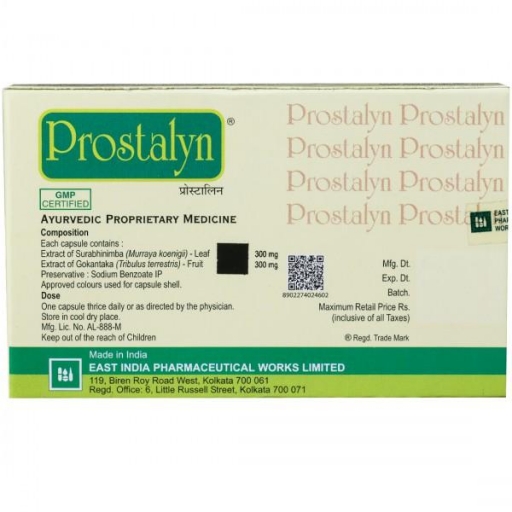 Prostalyn®
प्रोस्टालिन
GMP
CERTIFIED
AYURVEDIC PROPRIETARY MEDICINE
Composition
Each capsule contains :
Extract of Surabhinimba (Murraya koenigii) - Leaf 300 mg
Extract of Gokantaka (Tribulus terrestris) - Fruit 300 mg
Preservative : Sodium Benzoate IP
Approved colours used for capsule shell.
Dose
One capsule thrice daily or as directed by the physician.
Store in cool dry place.
Mfg. Lic. No. AL-888-M
Keep out of the reach of Children
Prostalyn Prostalyn
Prostalyn Prostalyn
Prostalyn Prostalyn
Prostalyn Prostal
EAST
PHA
WOR
8902274024602
Mfg. Dt.
Exp. Dt.
Batch.
Maximum Retail Price Rs.
(inclusive of all Taxes)
® Regd. Trade Mark
Made in India
EAST INDIA PHARMACEUTICAL WORKS LIMITED
119, Biren Roy Road West, Kolkata 700 061
Regd. Office: 6, Little Russell Street, Kolkata 700 071